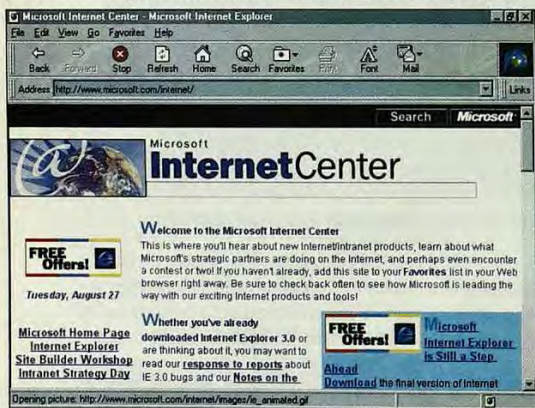 Microsoft Internet Center - Microsoft Internet Explorer
File Edit View Go Favorites Help
Back Forward Stop Refresh Home Search Favorites Print Font Mail
Address http://www.microsoft.com/internet/ Links
Search Microsoft
Microsoft
InternetCenter
FREE
Offers!
Tuesday, August 27
Microsoft Home Page
Internet Explorer
Site Builder Workshop
Intranet Strategy Day
Welcome to the Microsoft Internet Center
This is where you'll hear about new Internet/intranet products, learn about what
Microsoft's strategic partners are doing on the Internet, and perhaps even encounter
a contest or two! If you haven't already, add this site to your Favorites list in your Web
browser right away. Be sure to check back often to see how Microsoft is leading the
way with our exciting Internet products and tools!
Whether you've already
downloaded Internet Explorer 3.0 or
are thinking about it, you may want to
read our response to reports about
IE 3.0 bugs and our Notes on the
FREE
Offers!
Microsoft
Internet Explorer
is Still a Step
Ahead
Download the final version of Internet
Opening picture: http://www.microsoft.com/internet/images/ie_animated.gif